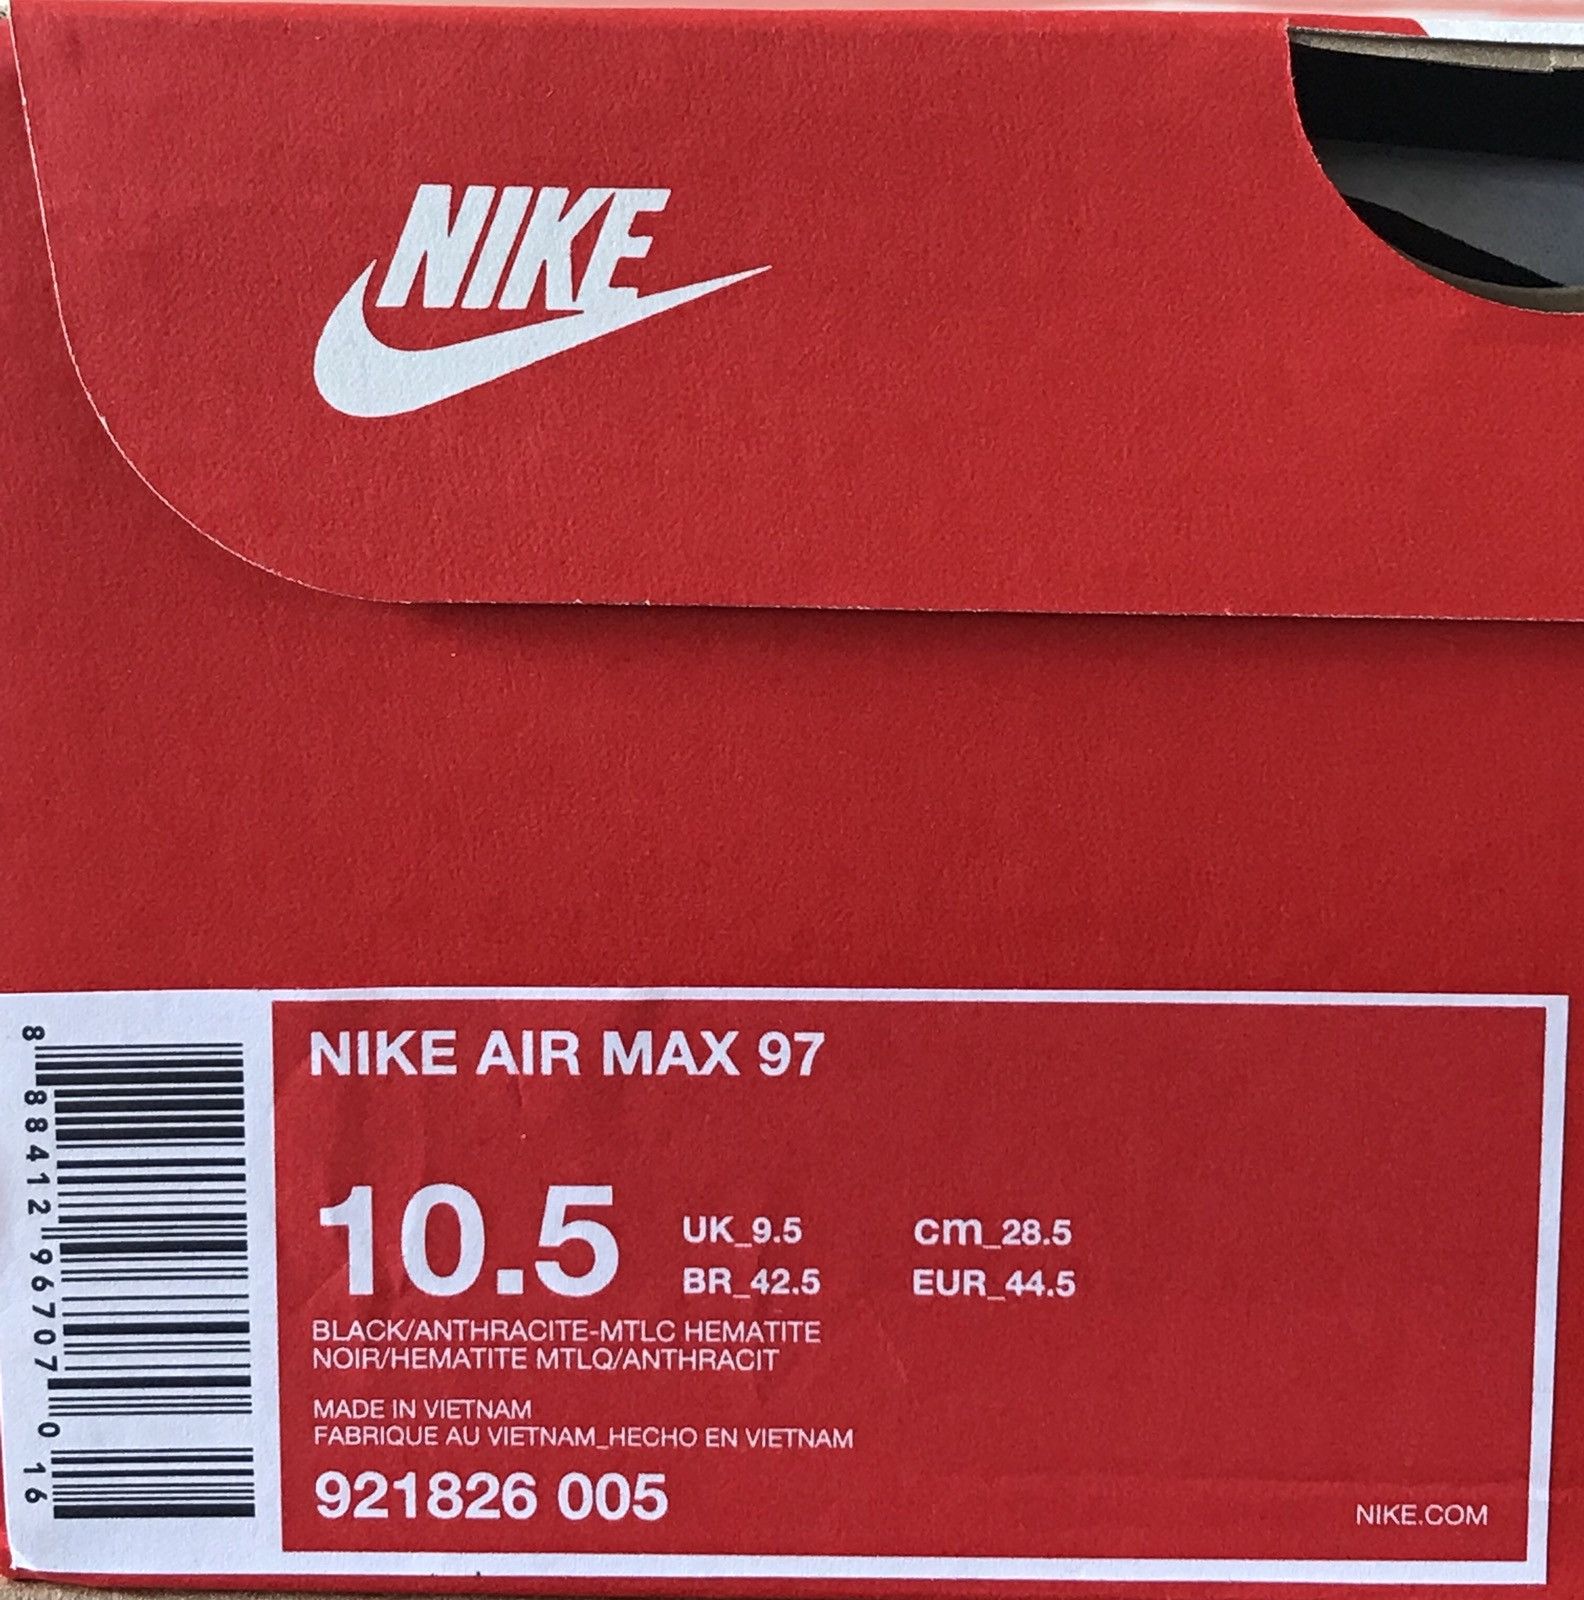 NIKE
NIKE AIR MAX 97
10.5
UK_9.5 cm_28.5
BR_42.5 EUR_44.5
BLACK/ANTHRACITE-MTLC HEMATITE
NOIR/HEMATITE MTLQ/ANTHRACIT
MADE IN VIETNAM
FABRIQUE AU VIETNAM_HECHO EN VIETNAM
921826 005
NIKE.COM
8 88412 96707 0 16